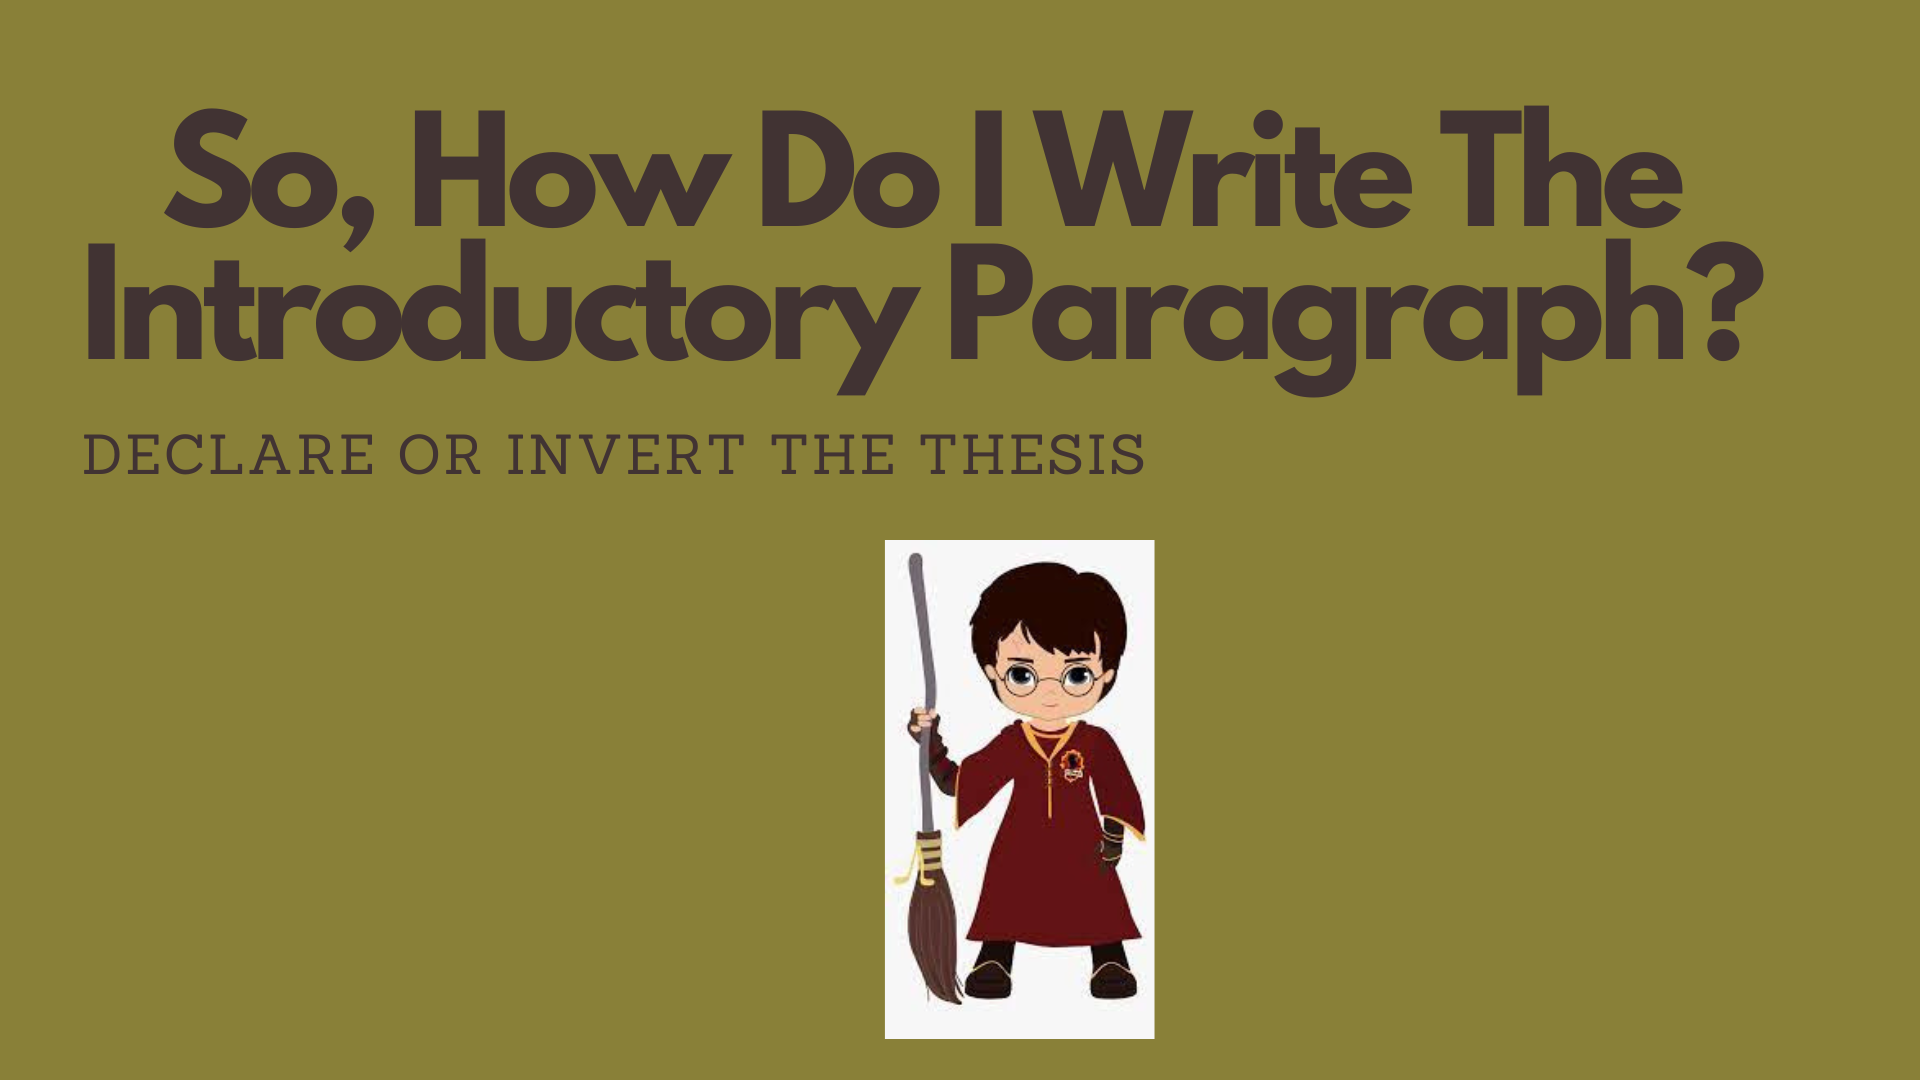 So, How Do I Write The
Introductory Paragraph?
DECLARE OR INVERT THE THESIS